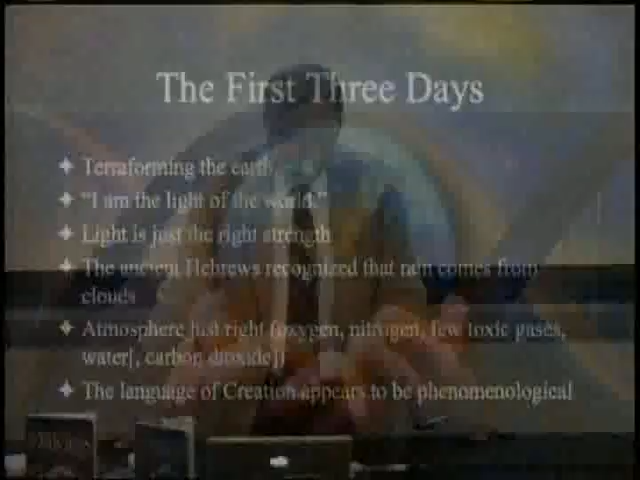 The First Three Days
Terraforming the earth
"I am the light of the world."
Light is just the right strength
The ancient Hebrews recognized that rain comes from
clouds
Atmosphere just right (oxygen, nitrogen, few toxic gases,
water[, carbon dioxide])
The language of Creation appears to be phenomenological